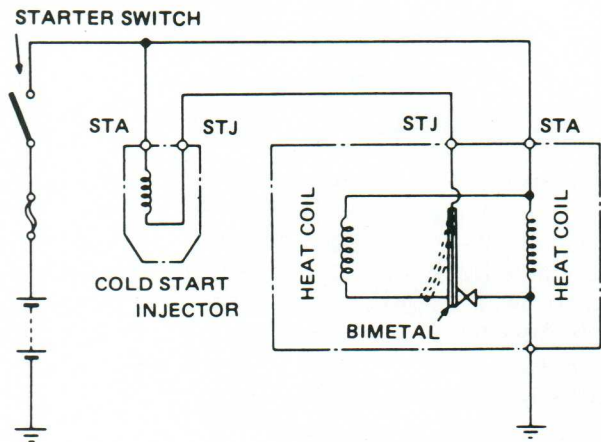 STARTER SWITCH
STA
STJ
STJ
STA
HEAT COIL
HEAT COIL
COLD START
INJECTOR
BIMETAL